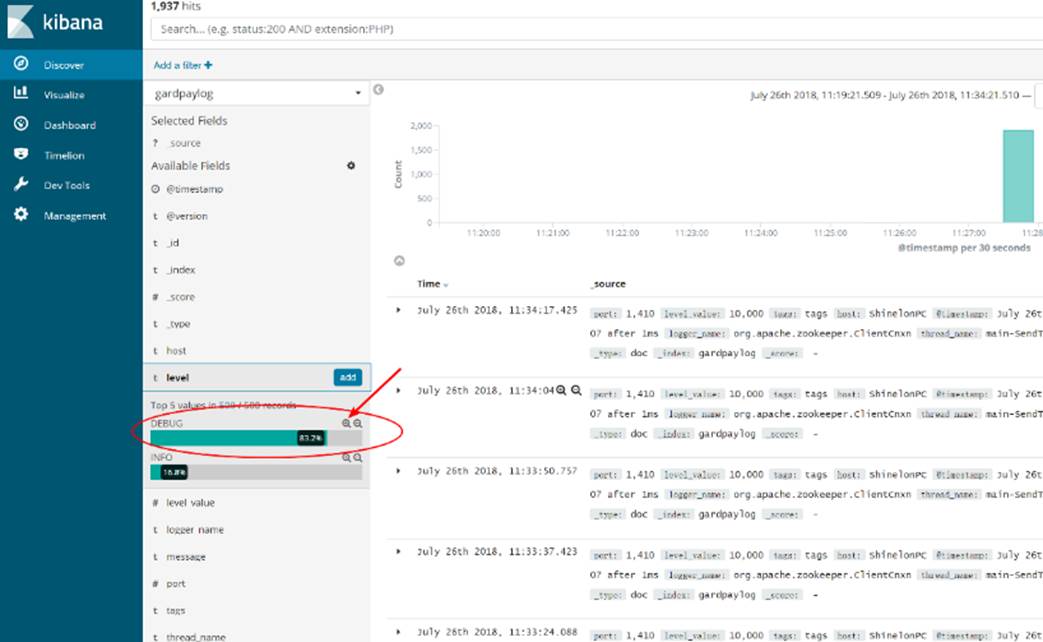 kibana
Discover
Visualize
Dashboard
Timelion
Dev Tools
Management
1,937 hits
Search... (e.g. status:200 AND extension:PHP)
Add a filter +
gardpaylog
Selected Fields
? _source
Available Fields
@timestamp
t @version
t _id
t _index
# _score
t _type
t host
t level add
Top 5 values in 500 / 500 records
DEBUG
83.2%
INFO
16.8%
# level_value
t logger_name
t message
# port
t tags
t thread_name
July 26th 2018, 11:19:21.509 - July 26th 2018, 11:34:21.510 —
2,000
1,500
1,000
500
0
Count
11:20:00 11:21:00 11:22:00 11:23:00 11:24:00 11:25:00 11:26:00 11:27:00 11:28
@timestamp per 30 seconds
Time _source
July 26th 2018, 11:34:17.425 port: 1,410 level_value: 10,000 tags: tags host: ShinelonPC @timestamp: July 26t
07 after 1ms logger_name: org.apache.zookeeper.ClientCnxn thread_name: main-SendT
_type: doc _index: gardpaylog _score: -
July 26th 2018, 11:34:04 port: 1,410 level_value: 10,000 tags: tags host: ShinelonPC @timestamp: July 26t
07 after 1ms logger_name: org.apache.zookeeper.ClientCnxn thread_name: main-SendT
_type: doc _index: gardpaylog _score: -
July 26th 2018, 11:33:50.757 port: 1,410 level_value: 10,000 tags: tags host: ShinelonPC @timestamp: July 26t
07 after 1ms logger_name: org.apache.zookeeper.ClientCnxn thread_name: main-SendT
_type: doc _index: gardpaylog _score: -
July 26th 2018, 11:33:37.423 port: 1,410 level_value: 10,000 tags: tags host: ShinelonPC @timestamp: July 26t
07 after 1ms logger_name: org.apache.zookeeper.ClientCnxn thread_name: main-SendT
_type: doc _index: gardpaylog _score: -
July 26th 2018, 11:33:24.088 port: 1,410 level_value: 10,000 tags: tags host: ShinelonPC @timestamp: July 26t